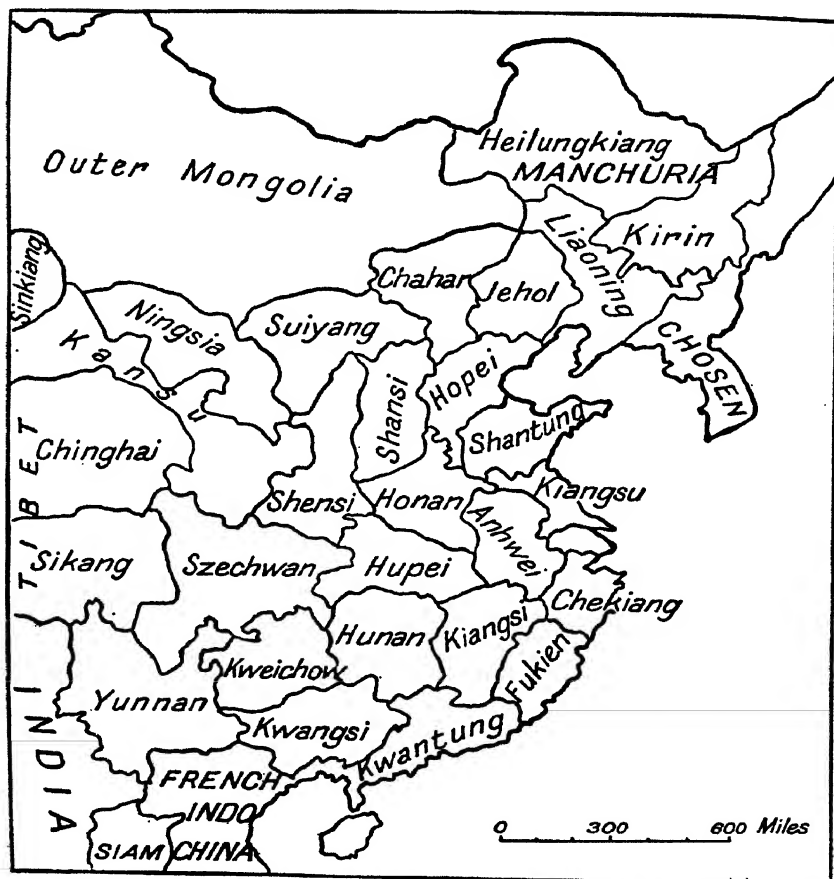 Heilungkiang
MANCHURIA
Outer Mongolia
Liaoning
Kirin
Sinkiang
Chahar
Jehol
Ningsia
Suiyang
Kansu
CHOSEN
Hopei
Shansi
Shantung
TIBET
Chinghai
Shensi
Honan
Kiangsu
Anhwei
Sikang
Szechwan
Hupei
Chekiang
Hunan
Kiangsi
Fukien
Kweichow
Yunnan
Kwangsi
Kwantung
INDIA
FRENCH
INDO
CHINA
SIAM
0 300 600 Miles